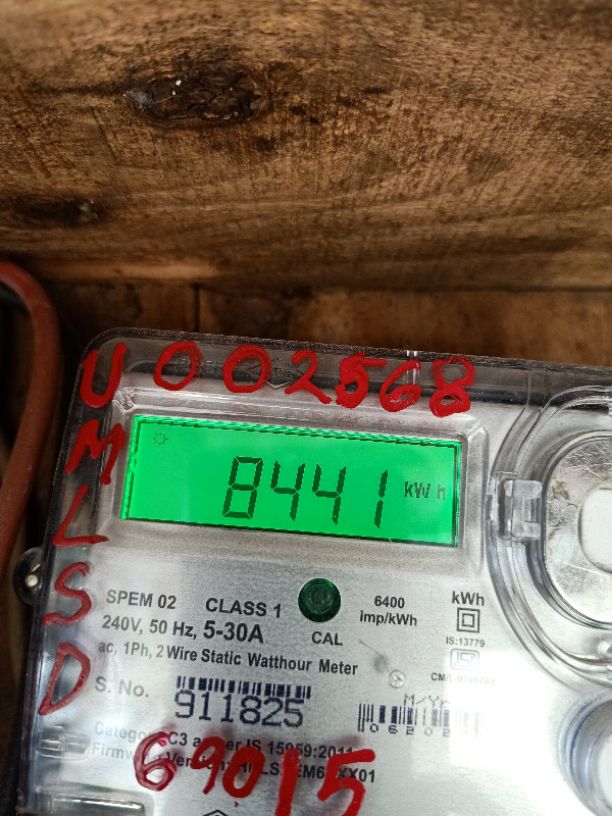 U 002568
M
L
S
D
8441 kWh
SPEM 02 CLASS 1 6400 imp/kWh kWh
240V, 50 Hz, 5-30A CAL IS:13779
ac, 1Ph, 2 Wire Static Watthour Meter
S. No. 911825 M/Yr
69015